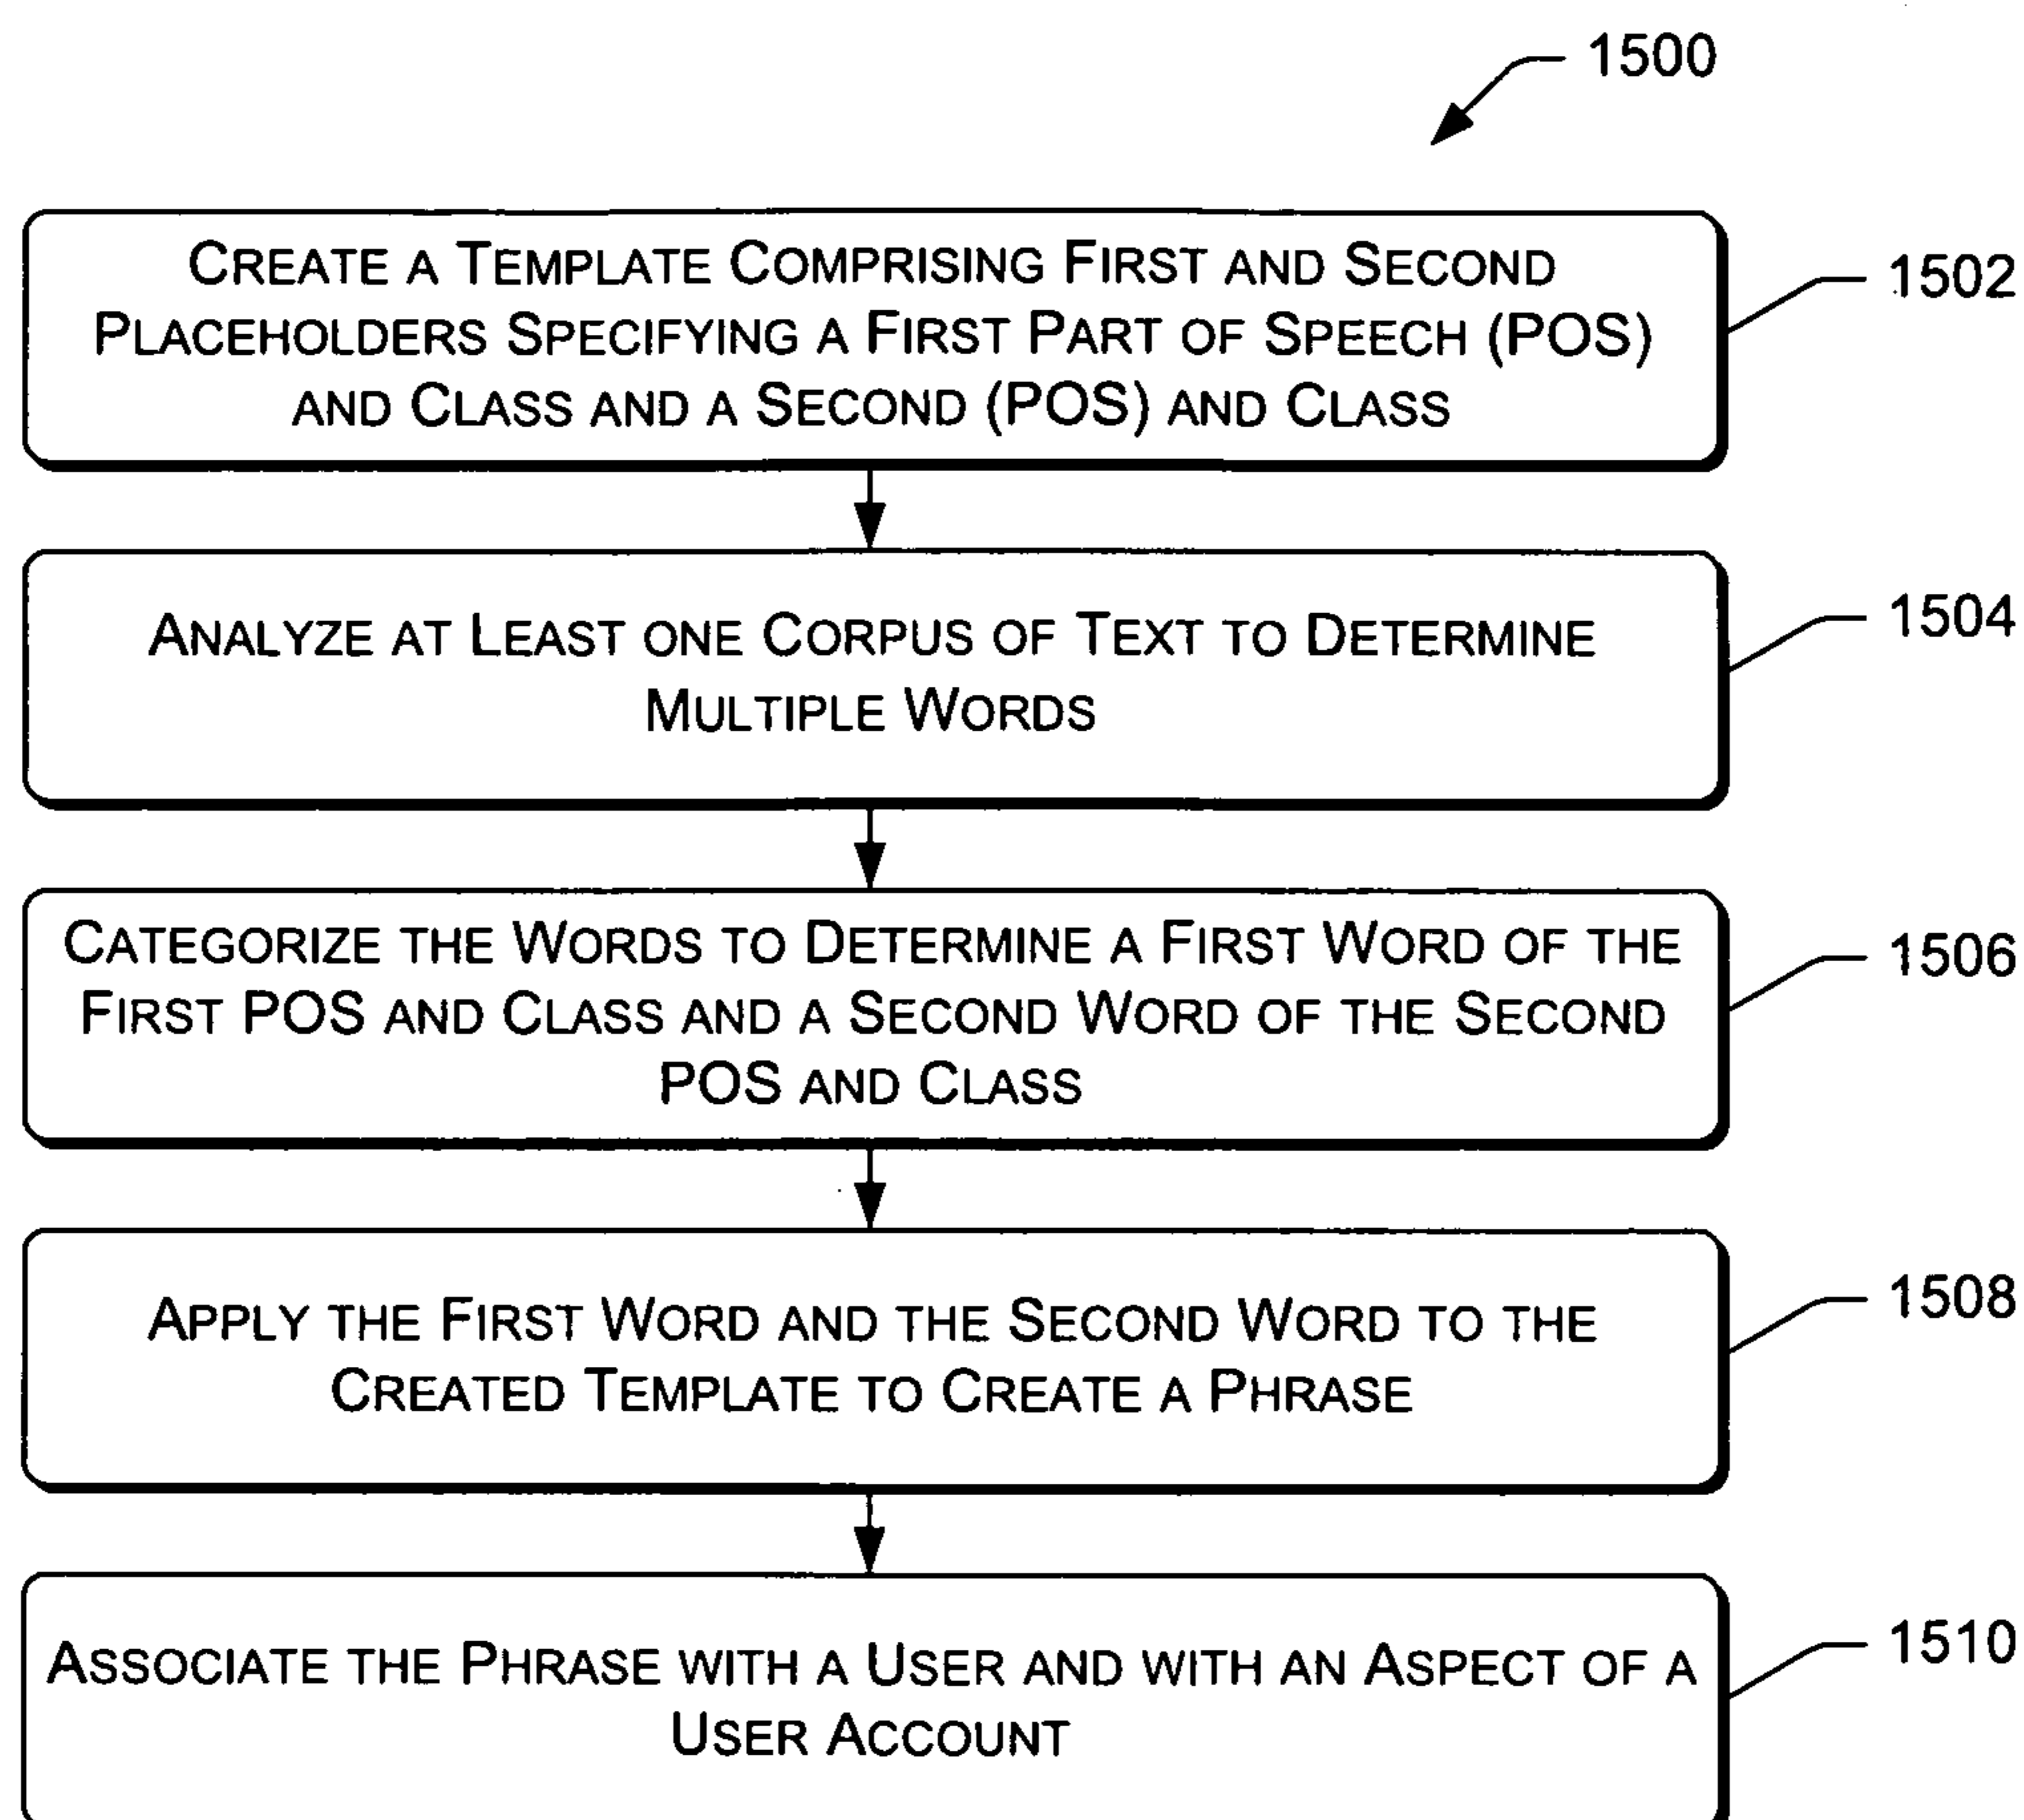 1500
CREATE A TEMPLATE COMPRISING FIRST AND SECOND
PLACEHOLDERS SPECIFYING A FIRST PART OF SPEECH (POS)
AND CLASS AND A SECOND (POS) AND CLASS
1502
ANALYZE AT LEAST ONE CORPUS OF TEXT TO DETERMINE
MULTIPLE WORDS
1504
CATEGORIZE THE WORDS TO DETERMINE A FIRST WORD OF THE
FIRST POS AND CLASS AND A SECOND WORD OF THE SECOND
POS AND CLASS
1506
APPLY THE FIRST WORD AND THE SECOND WORD TO THE
CREATED TEMPLATE TO CREATE A PHRASE
1508
ASSOCIATE THE PHRASE WITH A USER AND WITH AN ASPECT OF A
USER ACCOUNT
1510